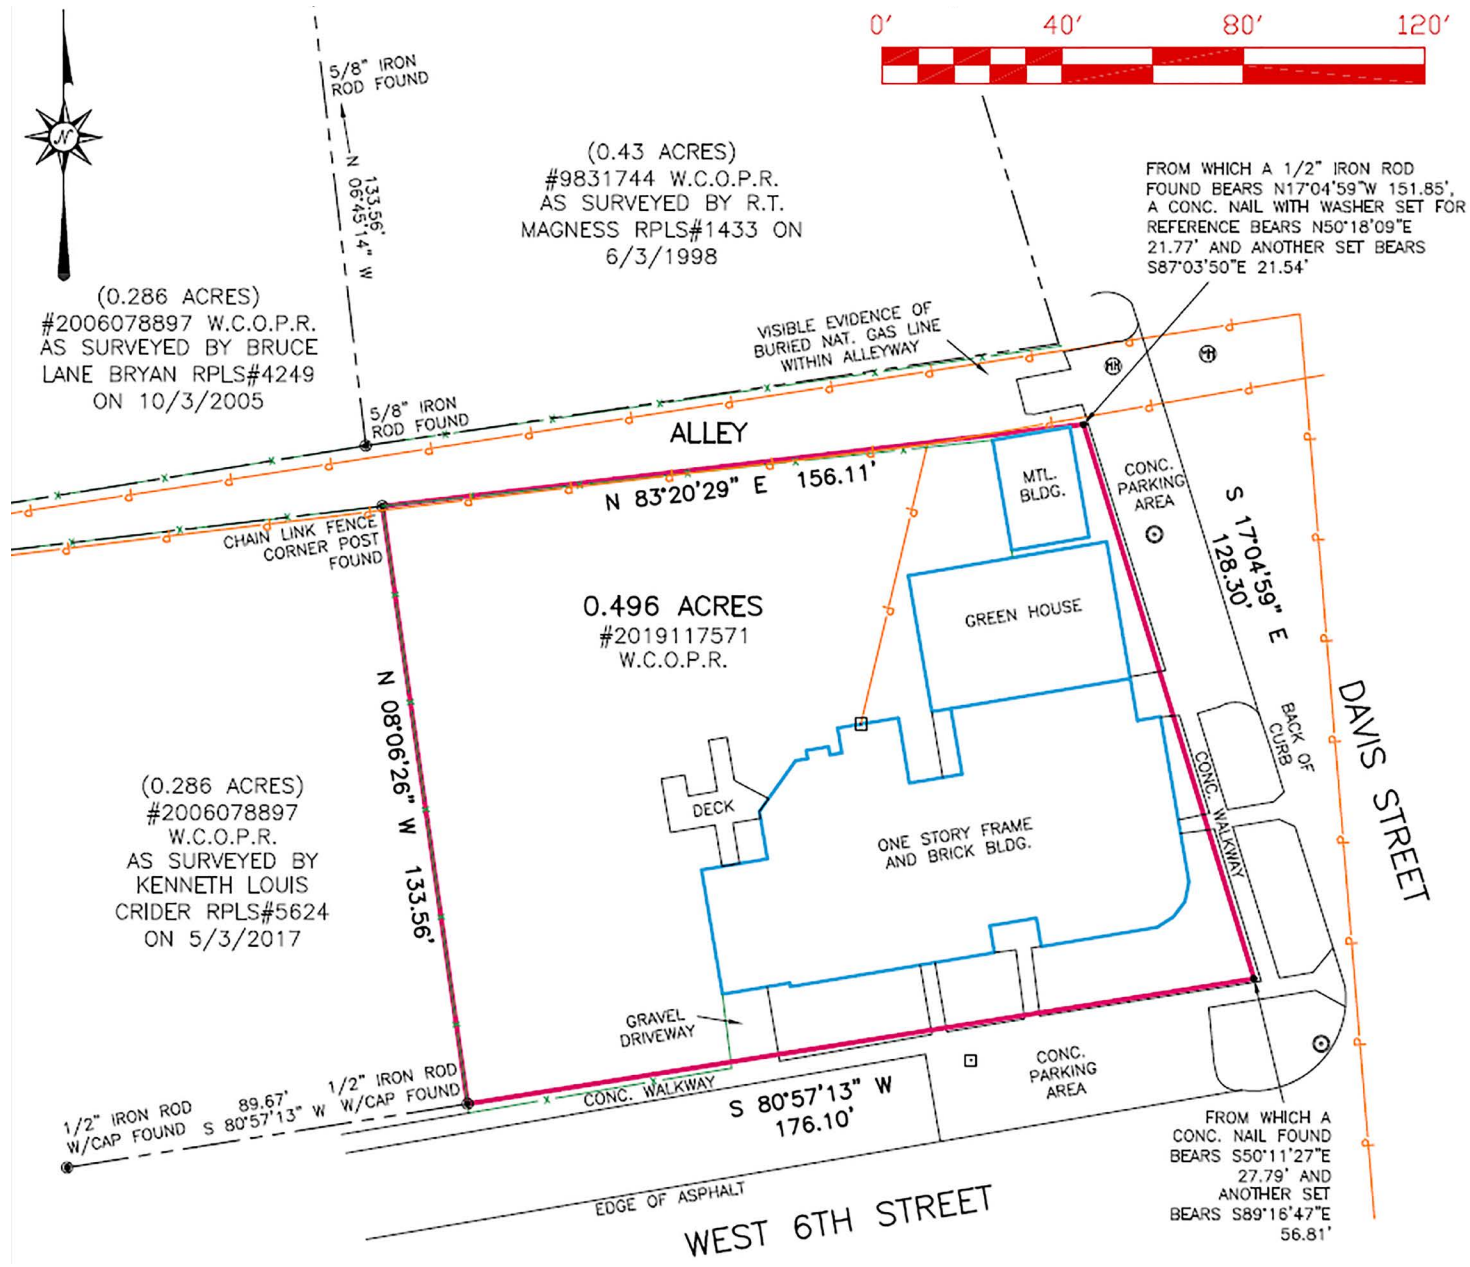 0' 40' 80' 120'
N
5/8" IRON
ROD FOUND
133.56'
N 06°45'14" W
(0.43 ACRES)
#9831744 W.C.O.P.R.
AS SURVEYED BY R.T.
MAGNESS RPLS#1433 ON
6/3/1998
FROM WHICH A 1/2" IRON ROD
FOUND BEARS N17°04'59"W 151.85',
A CONC. NAIL WITH WASHER SET FOR
REFERENCE BEARS N50°18'09"E
21.77' AND ANOTHER SET BEARS
S87°03'50"E 21.54'
(0.286 ACRES)
#2006078897 W.C.O.P.R.
AS SURVEYED BY BRUCE
LANE BRYAN RPLS#4249
ON 10/3/2005
VISIBLE EVIDENCE OF
BURIED NAT. GAS LINE
WITHIN ALLEYWAY
5/8" IRON
ROD FOUND
ALLEY
MH
MH
N 83°20'29" E 156.11'
MTL.
BLDG.
CONC.
PARKING
AREA
CHAIN LINK FENCE
CORNER POST
FOUND
S 17°04'59" E
128.30'
0.496 ACRES
#2019117571
W.C.O.P.R.
GREEN HOUSE
N 08°06'26" W 133.56'
DAVIS STREET
BACK OF
CURB
CONC. WALKWAY
(0.286 ACRES)
#2006078897
W.C.O.P.R.
AS SURVEYED BY
KENNETH LOUIS
CRIDER RPLS#5624
ON 5/3/2017
DECK
ONE STORY FRAME
AND BRICK BLDG.
GRAVEL
DRIVEWAY
CONC.
PARKING
AREA
1/2" IRON ROD
W/CAP FOUND
89.67'
S 80°57'13" W
1/2" IRON ROD
W/CAP FOUND
CONC. WALKWAY
S 80°57'13" W
176.10'
FROM WHICH A
CONC. NAIL FOUND
BEARS S50°11'27"E
27.79' AND
ANOTHER SET
BEARS S89°16'47"E
56.81'
EDGE OF ASPHALT
WEST 6TH STREET